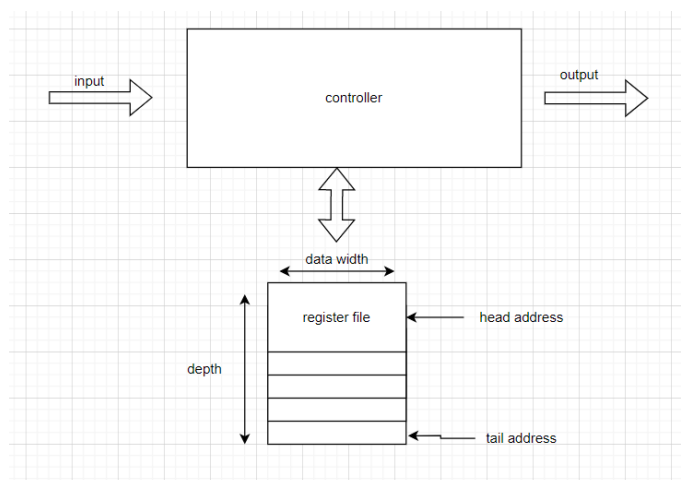 input
controller
output
data width
register file
head address
depth
tail address